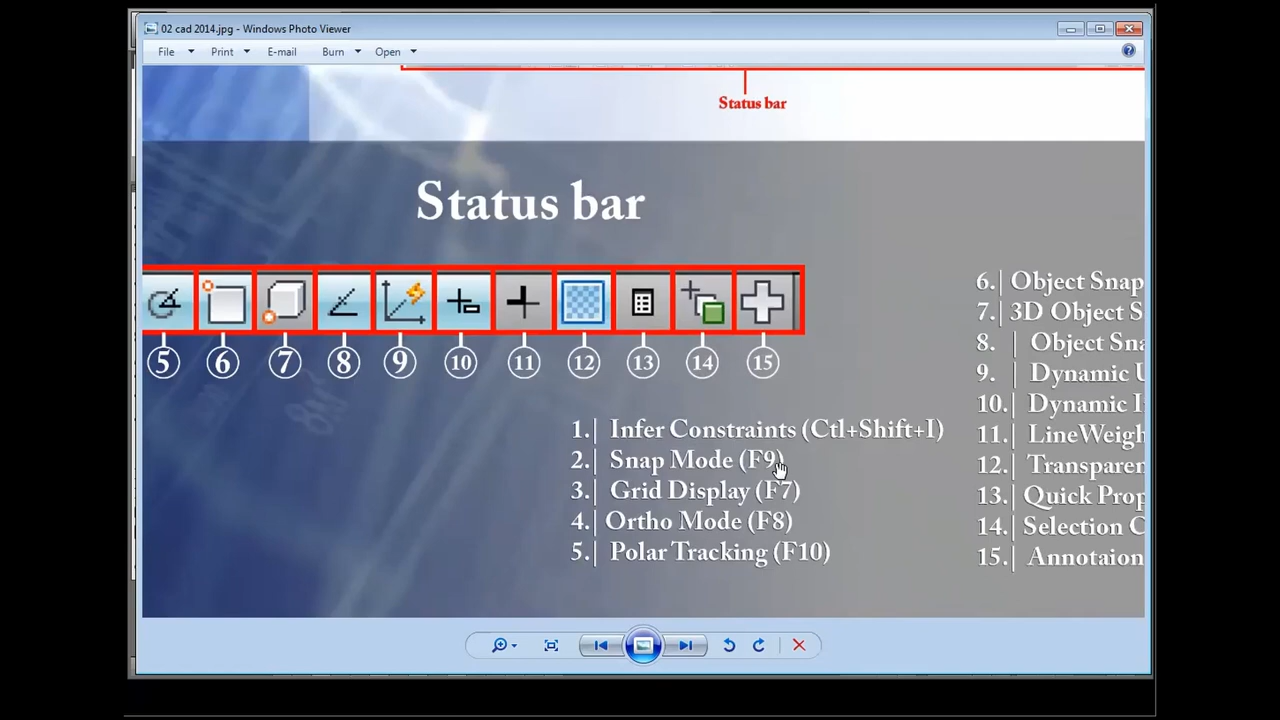 02 cad 2014.jpg - Windows Photo Viewer
File Print E-mail Burn Open
Status bar
Status bar
5 6 7 8 9 10 11 12 13 14 15
1.| Infer Constraints (Ctl+Shift+I)
2.| Snap Mode (F9)
3.| Grid Display (F7)
4.| Ortho Mode (F8)
5.| Polar Tracking (F10)
6.| Object Snap
7.| 3D Object S
8. | Object Sna
9. | Dynamic U
10.| Dynamic I
11.| LineWeigh
12.| Transparen
13.| Quick Prop
14.| Selection C
15.| Annotaion